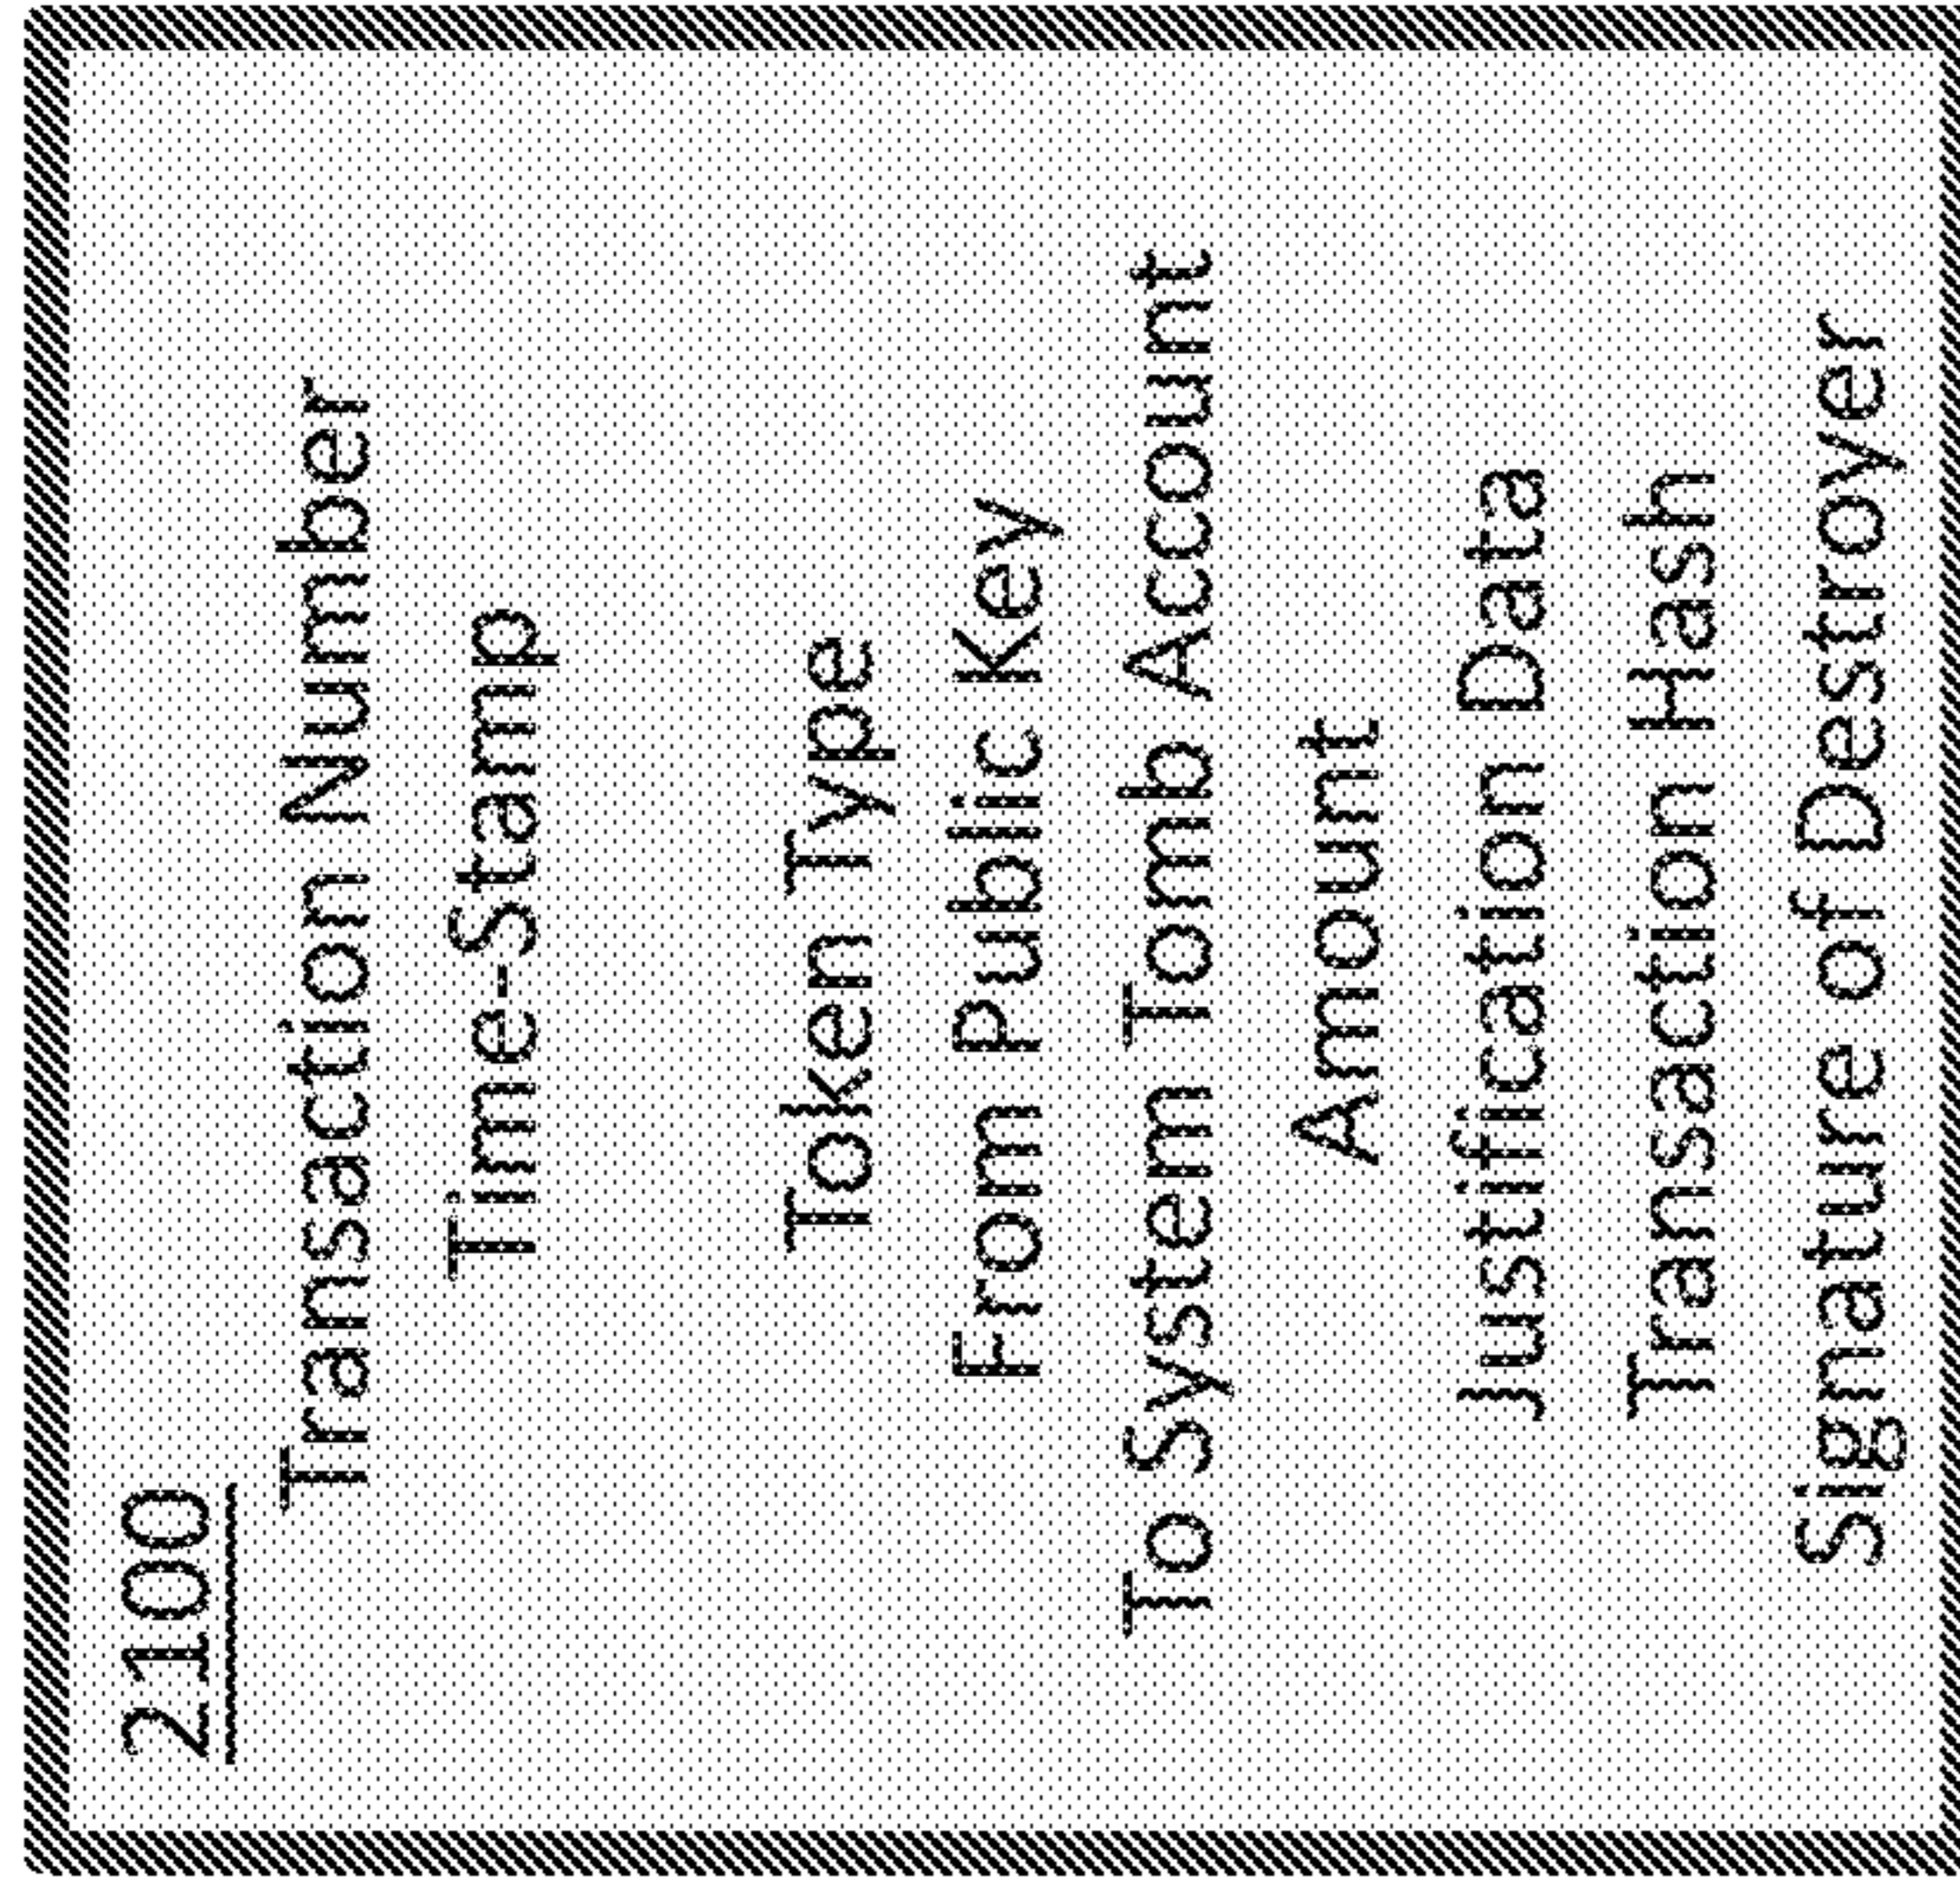 2100
Transaction Number
Time-Stamp
Token Type
From Public Key
To System Tomb Account
Amount
Justification Data
Transaction Hash
Signature of Destroyer